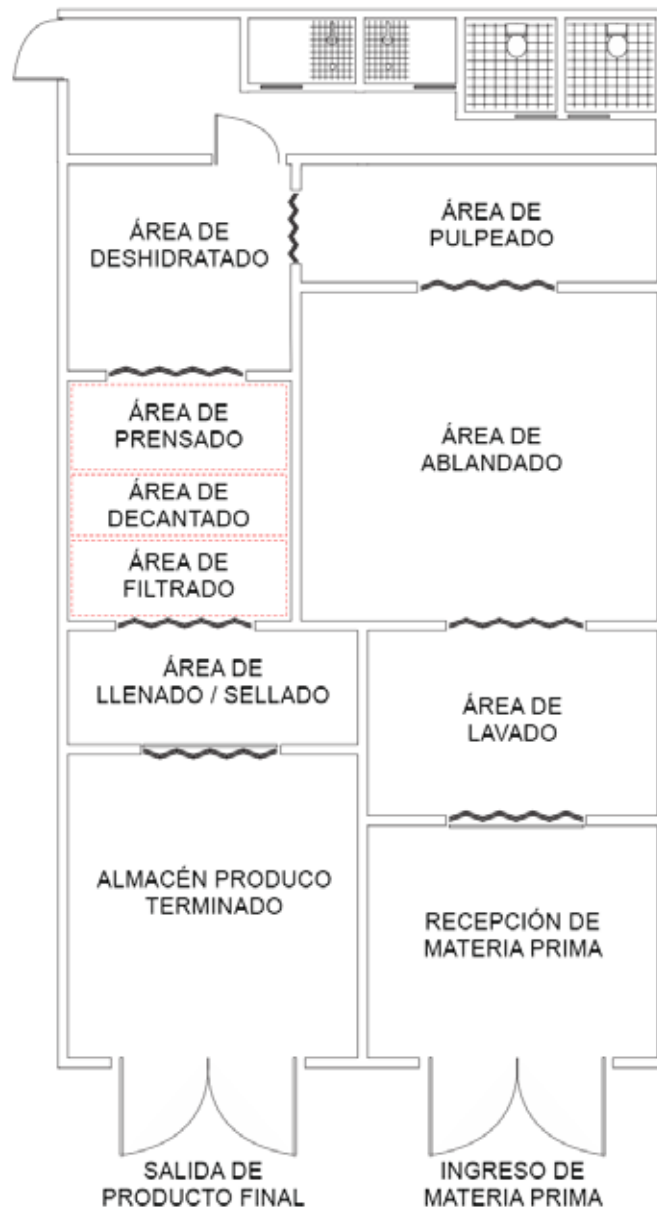 ÁREA DE
DESHIDRATADO
ÁREA DE
PULPEADO
ÁREA DE
PRENSADO
ÁREA DE
DECANTADO
ÁREA DE
FILTRADO
ÁREA DE
ABLANDADO
ÁREA DE
LLENADO / SELLADO
ÁREA DE
LAVADO
ALMACÉN PRODUCO
TERMINADO
RECEPCIÓN DE
MATERIA PRIMA
SALIDA DE
PRODUCTO FINAL
INGRESO DE
MATERIA PRIMA